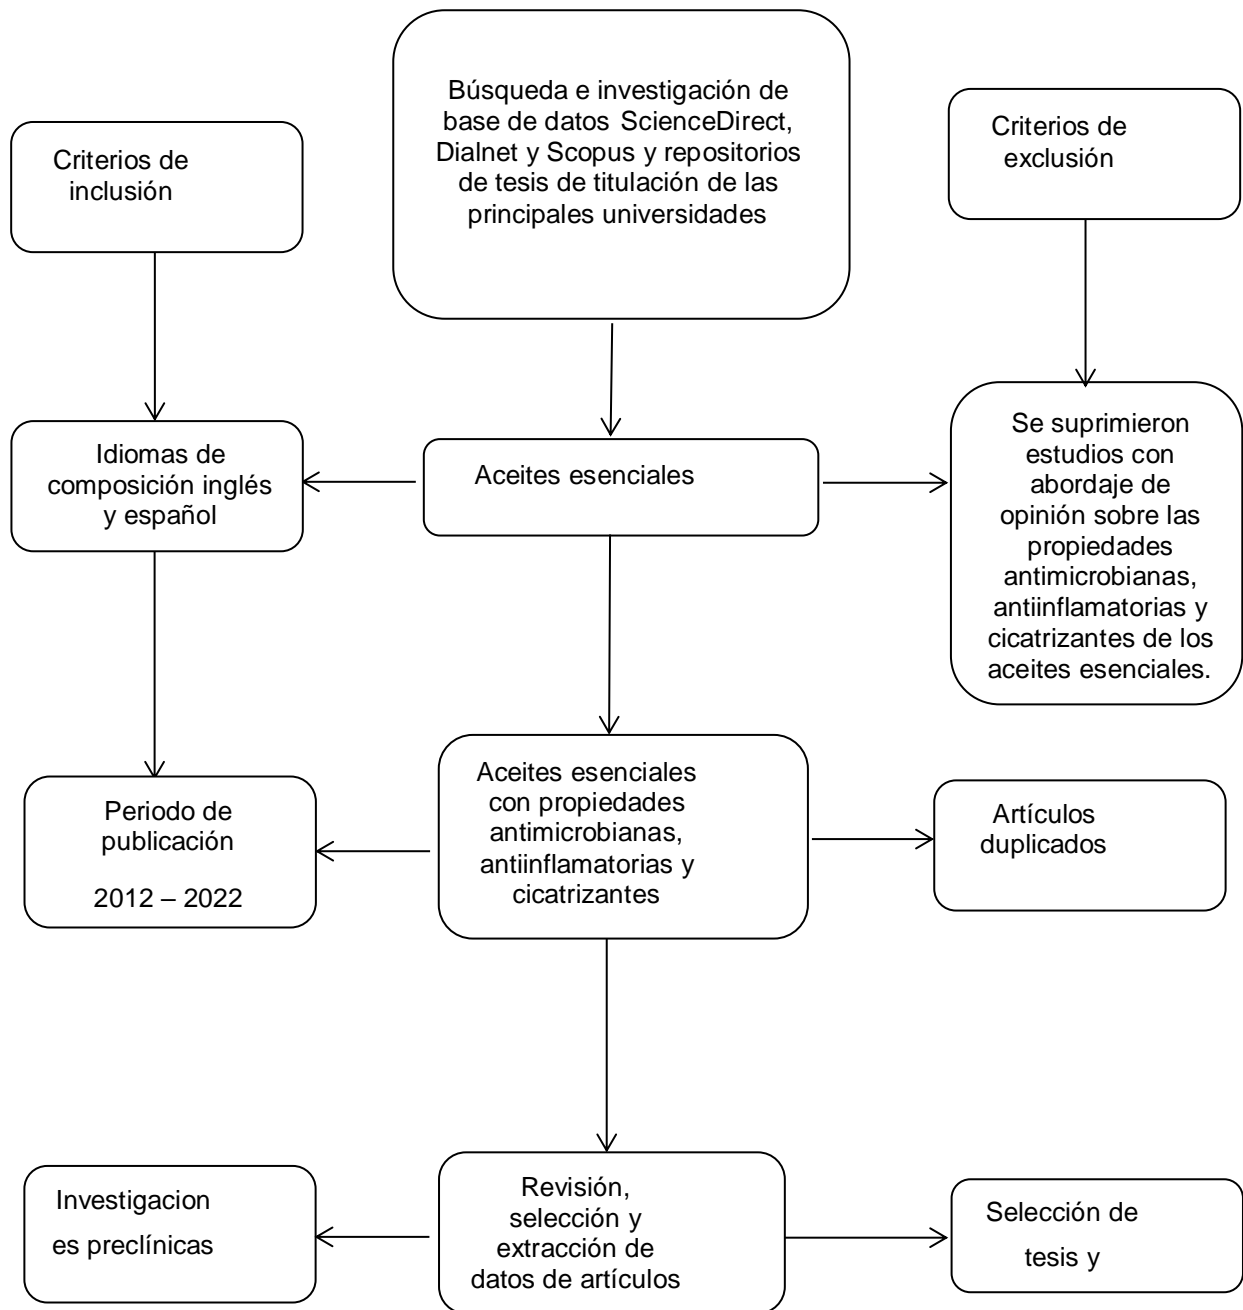 Búsqueda e investigación de
base de datos ScienceDirect,
Dialnet y Scopus y repositorios
de tesis de titulación de las
principales universidades
Criterios de
inclusión
Criterios de
exclusión
Idiomas de
composición inglés
y español
Aceites esenciales
Se suprimieron
estudios con
abordaje de
opinión sobre las
propiedades
antimicrobianas,
antiinflamatorias y
cicatrizantes de los
aceites esenciales.
Periodo de
publicación
2012 – 2022
Aceites esenciales
con propiedades
antimicrobianas,
antiinflamatorias y
cicatrizantes
Artículos
duplicados
Investigacion
es preclínicas
Revisión,
selección y
extracción de
datos de artículos
Selección de
tesis y